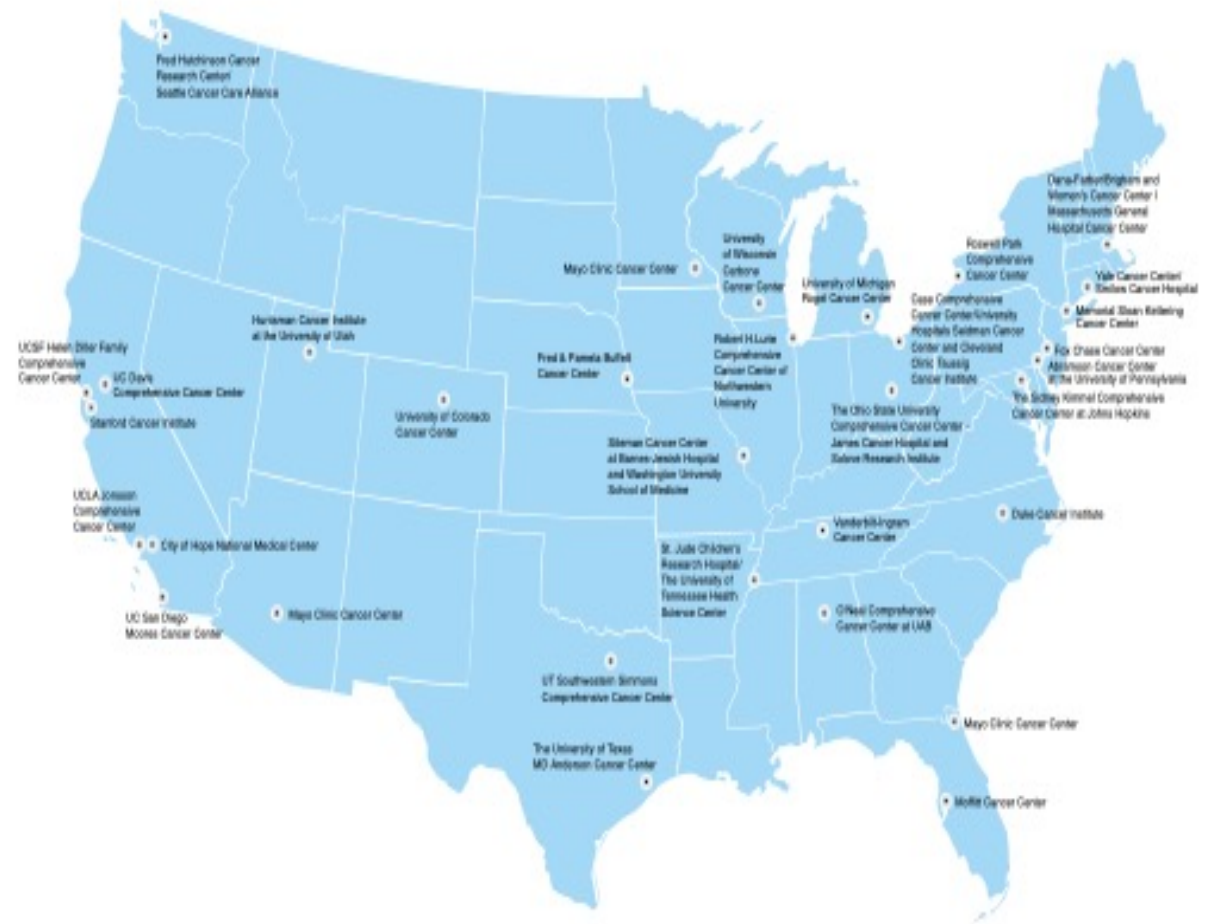 Fred Hutchinson Cancer
Research Center/
Seattle Cancer Care Alliance
Dana-Farber/Brigham and
Women's Cancer Center |
Massachusetts General
Hospital Cancer Center
Roswell Park
Comprehensive
Cancer Center
University
of Wisconsin
Carbone
Cancer Center
Mayo Clinic Cancer Center
University of Michigan
Rogel Cancer Center
Yale Cancer Center/
Smilow Cancer Hospital
Memorial Sloan Kettering
Cancer Center
Case Comprehensive
Cancer Center/University
Hospitals Seidman Cancer
Center and Cleveland
Clinic Taussig
Cancer Institute
Huntsman Cancer Institute
at the University of Utah
UCSF Helen Diller Family
Comprehensive
Cancer Center
UC Davis
Comprehensive Cancer Center
Stanford Cancer Institute
Fred & Pamela Buffett
Cancer Center
Robert H. Lurie
Comprehensive
Cancer Center of
Northwestern
University
Fox Chase Cancer Center
Abramson Cancer Center
at the University of Pennsylvania
The Sidney Kimmel Comprehensive
Cancer Center at Johns Hopkins
University of Colorado
Cancer Center
The Ohio State University
Comprehensive Cancer Center -
James Cancer Hospital and
Solove Research Institute
Siteman Cancer Center
at Barnes-Jewish Hospital
and Washington University
School of Medicine
UCLA Jonsson
Comprehensive
Cancer Center
City of Hope National Medical Center
Vanderbilt-Ingram
Cancer Center
Duke Cancer Institute
St. Jude Children's
Research Hospital/
The University of
Tennessee Health
Science Center
UC San Diego
Moores Cancer Center
Mayo Clinic Cancer Center
O'Neal Comprehensive
Cancer Center at UAB
UT Southwestern Simmons
Comprehensive Cancer Center
The University of Texas
MD Anderson Cancer Center
Mayo Clinic Cancer Center
Moffitt Cancer Center